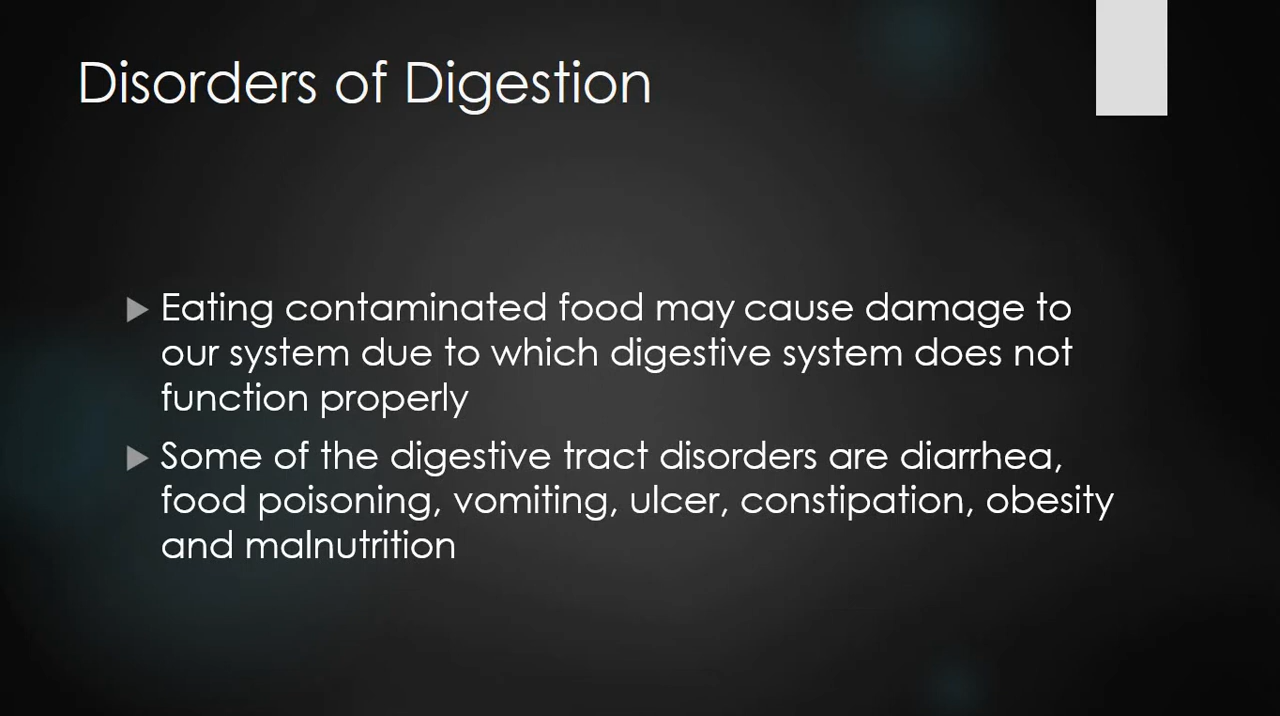 Disorders of Digestion
Eating contaminated food may cause damage to
our system due to which digestive system does not
function properly
Some of the digestive tract disorders are diarrhea,
food poisoning, vomiting, ulcer, constipation, obesity
and malnutrition